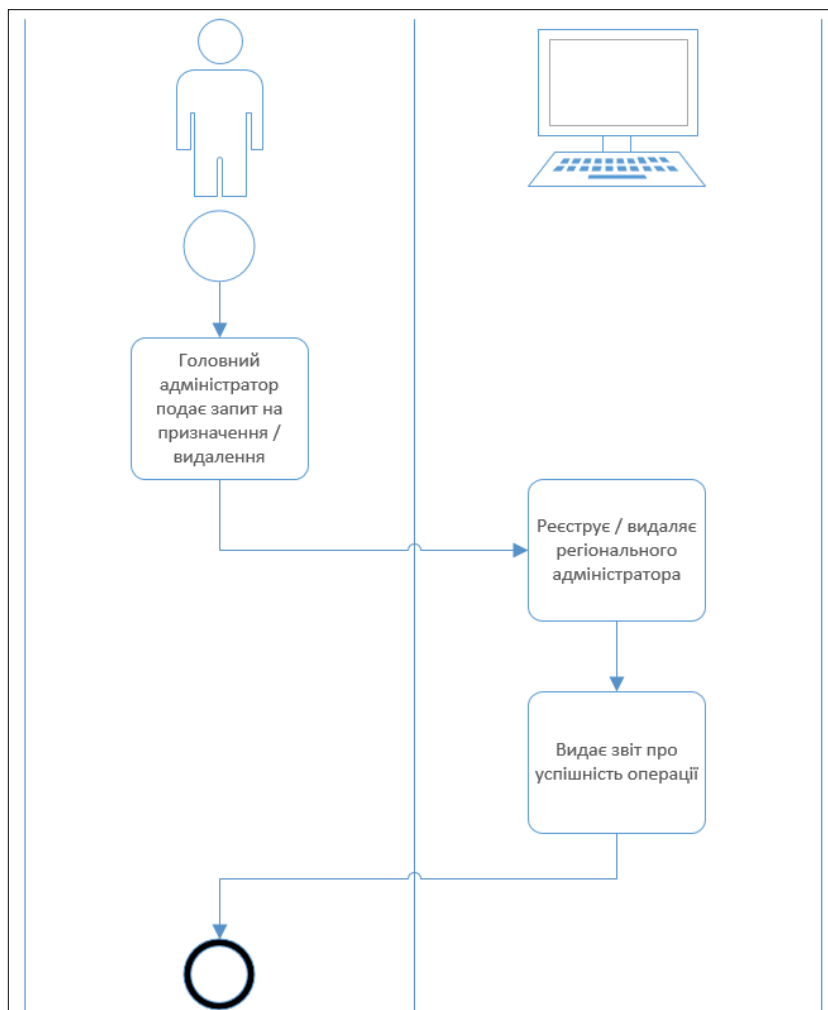 Головний
адміністратор
подає запит на
призначення /
видалення
Реєструє / видаляє
регіонального
адміністратора
Видає звіт про
успішність операції